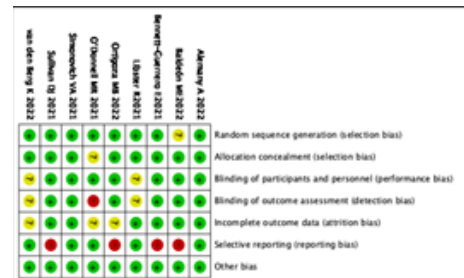 van den Berg K 2022
Sullivan DJ 2021
Simonovich VA 2021
O'Donnell MR 2021
Ortigoza MB 2022
Libster R 2021
Bennett-Guerrero E 2021
Baldeón ME 2022
Alemany A 2022
Random sequence generation (selection bias)
Allocation concealment (selection bias)
Blinding of participants and personnel (performance bias)
Blinding of outcome assessment (detection bias)
Incomplete outcome data (attrition bias)
Selective reporting (reporting bias)
Other bias